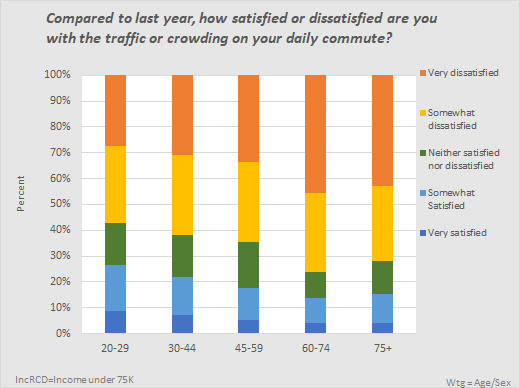 Compared to last year, how satisfied or dissatisfied are you
with the traffic or crowding on your daily commute?
100%
90%
80%
70%
60%
50%
40%
30%
20%
10%
0%
Percent
20-29
30-44
45-59
60-74
75+
Very dissatisfied
Somewhat
dissatisfied
Neither satisfied
nor dissatisfied
Somewhat
Satisfied
Very satisfied
IncRCD=Income under 75K
Wtg = Age/Sex